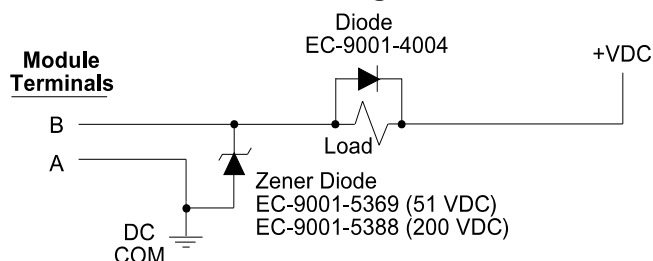 Diode
EC-9001-4004
+VDC
Module
Terminals
B
A
Load
Zener Diode
EC-9001-5369 (51 VDC)
EC-9001-5388 (200 VDC)
DC
COM